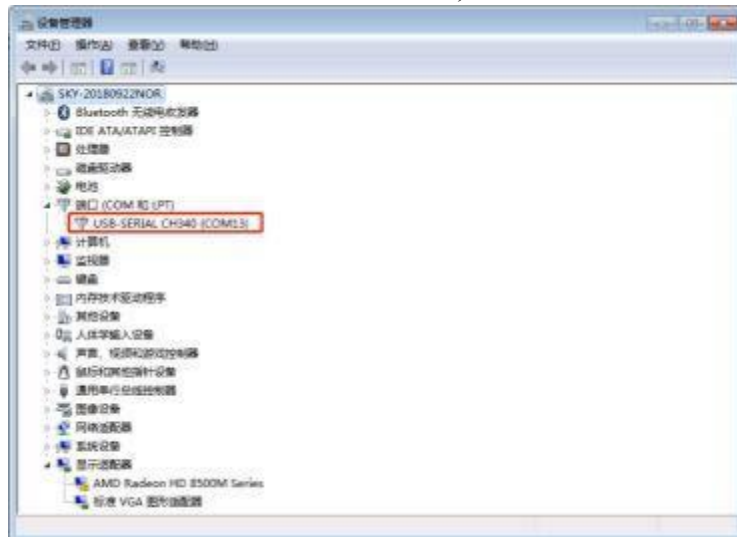 设备管理器
文件(F) 操作(A) 查看(V) 帮助(H)
SKY-20180922NOR
Bluetooth 无线电收发器
IDE ATA/ATAPI 控制器
处理器
磁盘驱动器
电池
端口 (COM 和 LPT)
USB-SERIAL CH340 (COM13)
计算机
监视器
键盘
内存技术驱动程序
其他设备
人体学输入设备
声音、视频和游戏控制器
鼠标和其他指针设备
通用串行总线控制器
图像设备
网络适配器
系统设备
显示适配器
AMD Radeon HD 8500M Series
标准 VGA 图形适配器